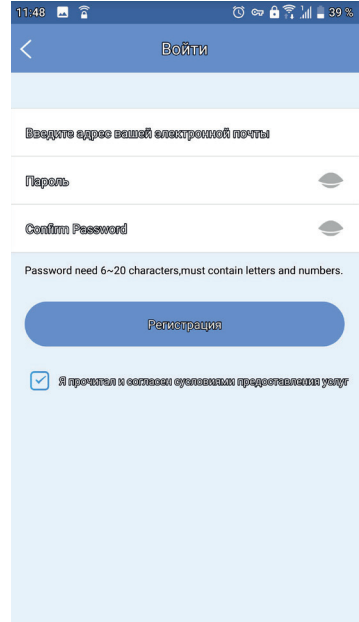 11:48 39 %
Войти
Введите адрес вашей электронной почты
Пароль
Confirm Password
Password need 6~20 characters,must contain letters and numbers.
Регистрация
Я прочитал и согласен сусловиями предоставления услуг